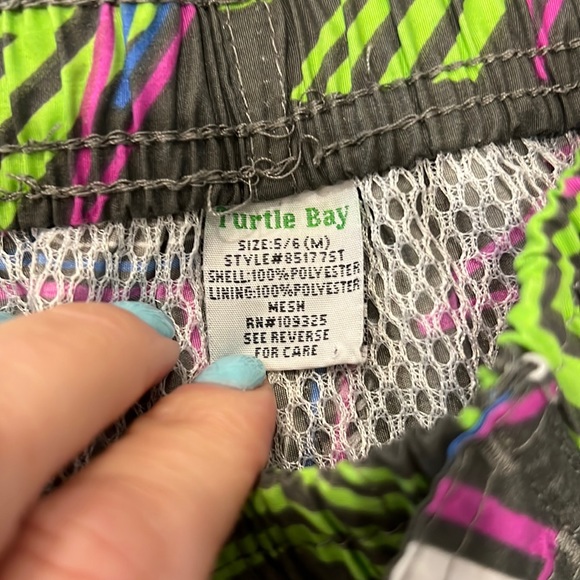 Turtle Bay
SIZE:5/6 (M)
STYLE#85177ST
SHELL:100%POLYESTER
LINING:100%POLYESTER
MESH
RN#109325
SEE REVERSE
FOR CARE